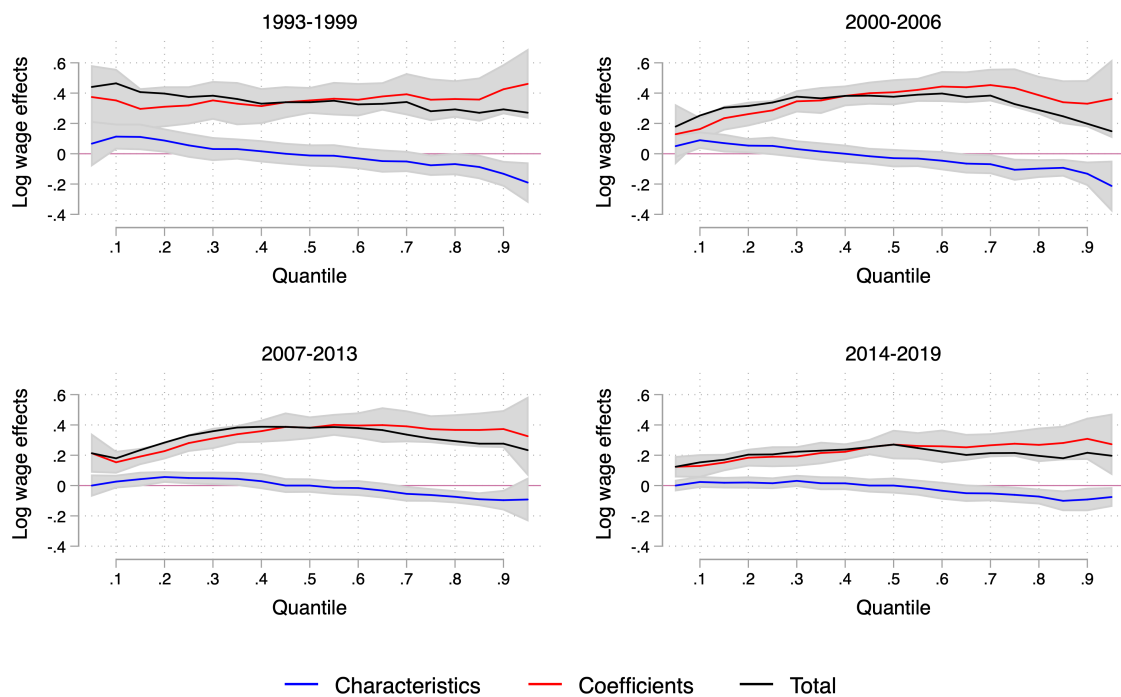 1993-1999
Log wage effects
.6
.4
.2
0
-.2
-.4
.1 .2 .3 .4 .5 .6 .7 .8 .9
Quantile
2000-2006
Log wage effects
.6
.4
.2
0
-.2
-.4
.1 .2 .3 .4 .5 .6 .7 .8 .9
Quantile
2007-2013
Log wage effects
.6
.4
.2
0
-.2
-.4
.1 .2 .3 .4 .5 .6 .7 .8 .9
Quantile
2014-2019
Log wage effects
.6
.4
.2
0
-.2
-.4
.1 .2 .3 .4 .5 .6 .7 .8 .9
Quantile
Characteristics Coefficients Total